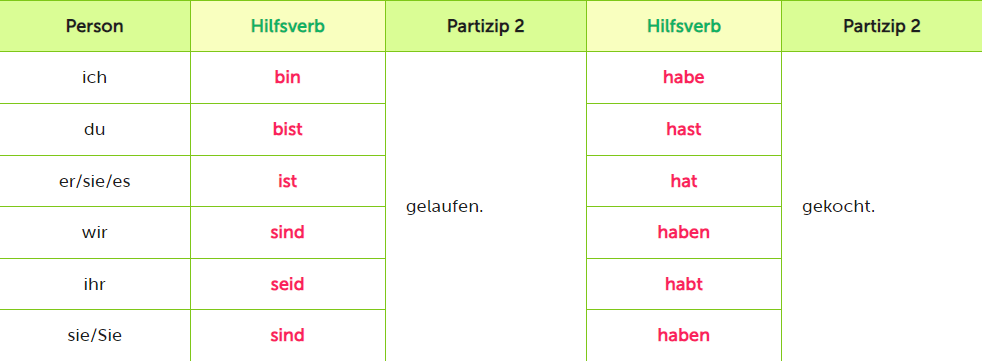 Person Hilfsverb Partizip 2 Hilfsverb Partizip 2
ich bin habe
du bist hast
er/sie/es ist hat
gelaufen. gekocht.
wir sind haben
ihr seid habt
sie/Sie sind haben